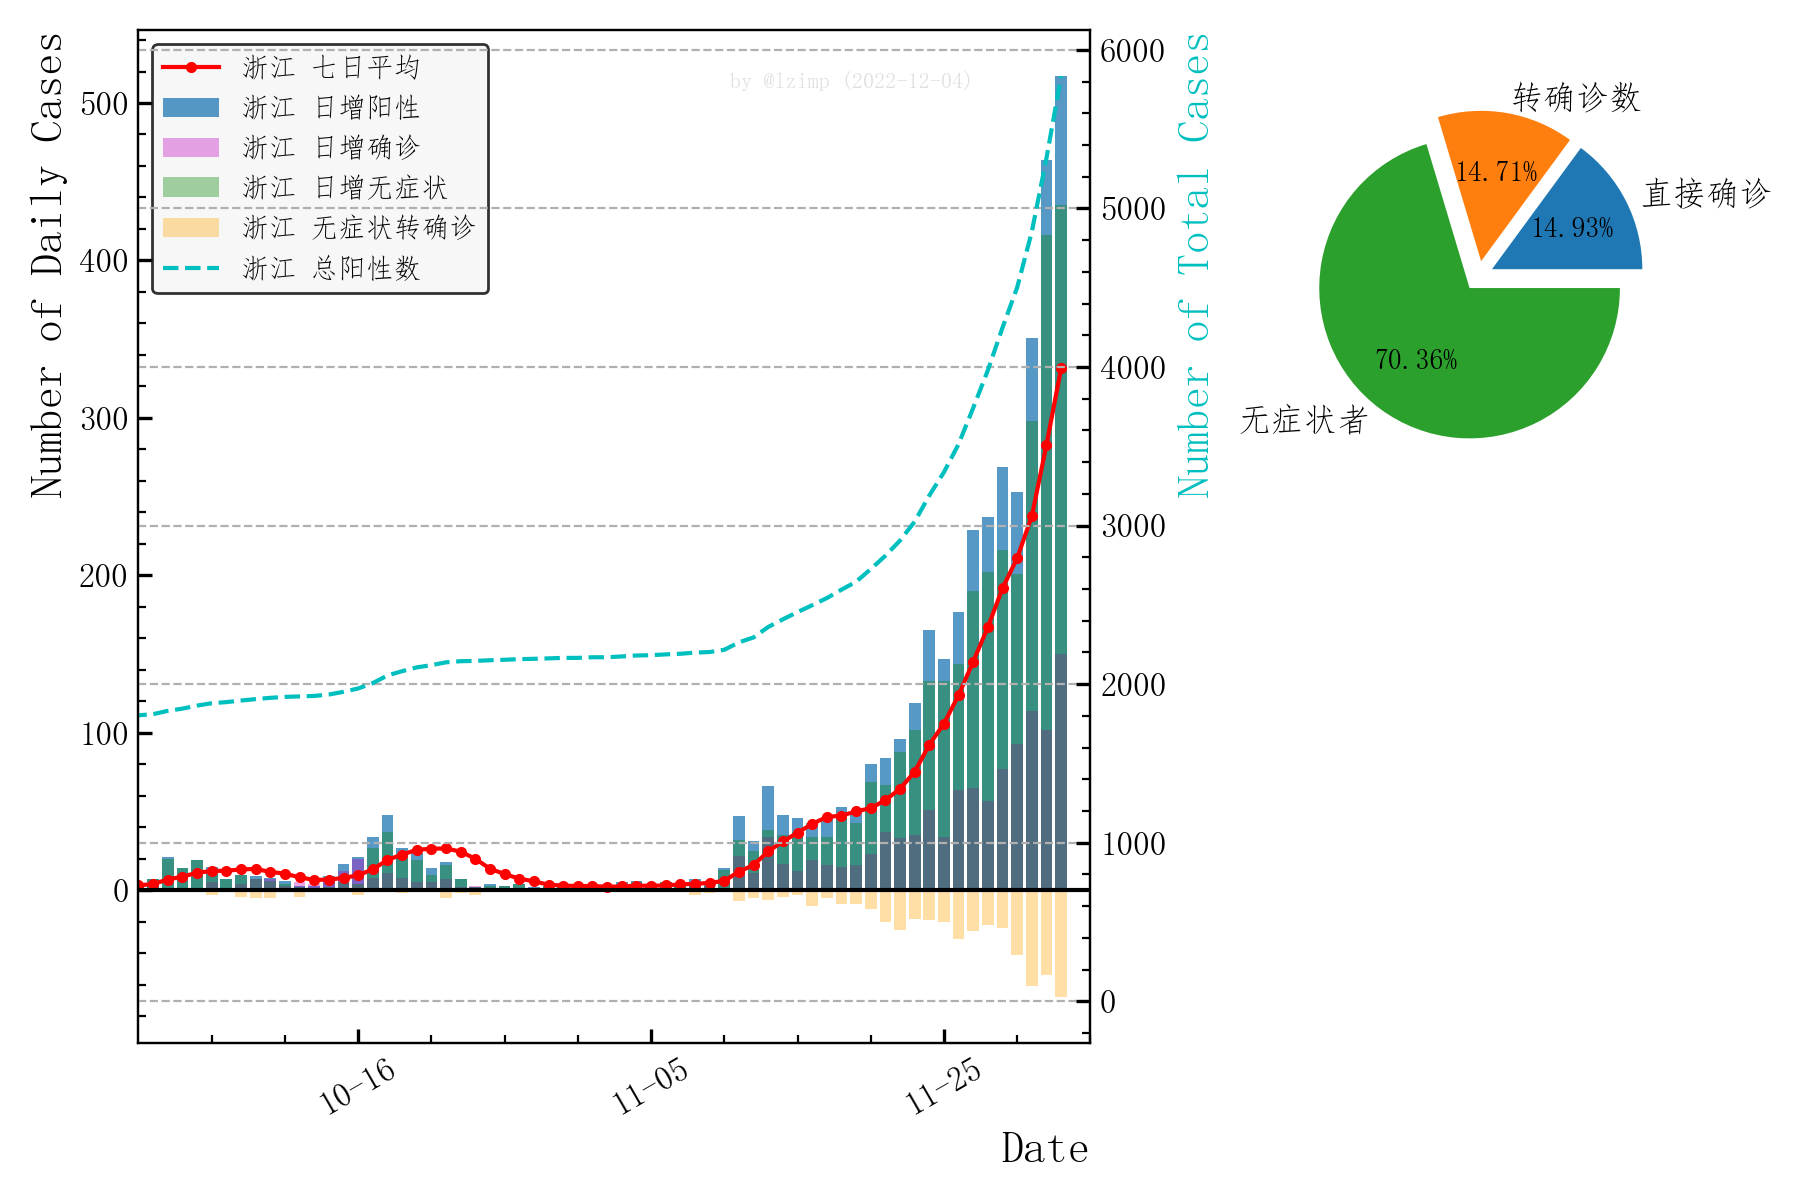 Number of Daily Cases
浙江 七日平均
浙江 日增阳性
浙江 日增确诊
浙江 日增无症状
浙江 无症状转确诊
浙江 总阳性数
by @lzimp (2022-12-04)
500
400
300
200
100
0
6000
5000
4000
3000
2000
1000
0
Number of Total Cases
10-16
11-05
11-25
Date
转确诊数
14.71%
直接确诊
14.93%
70.36%
无症状者